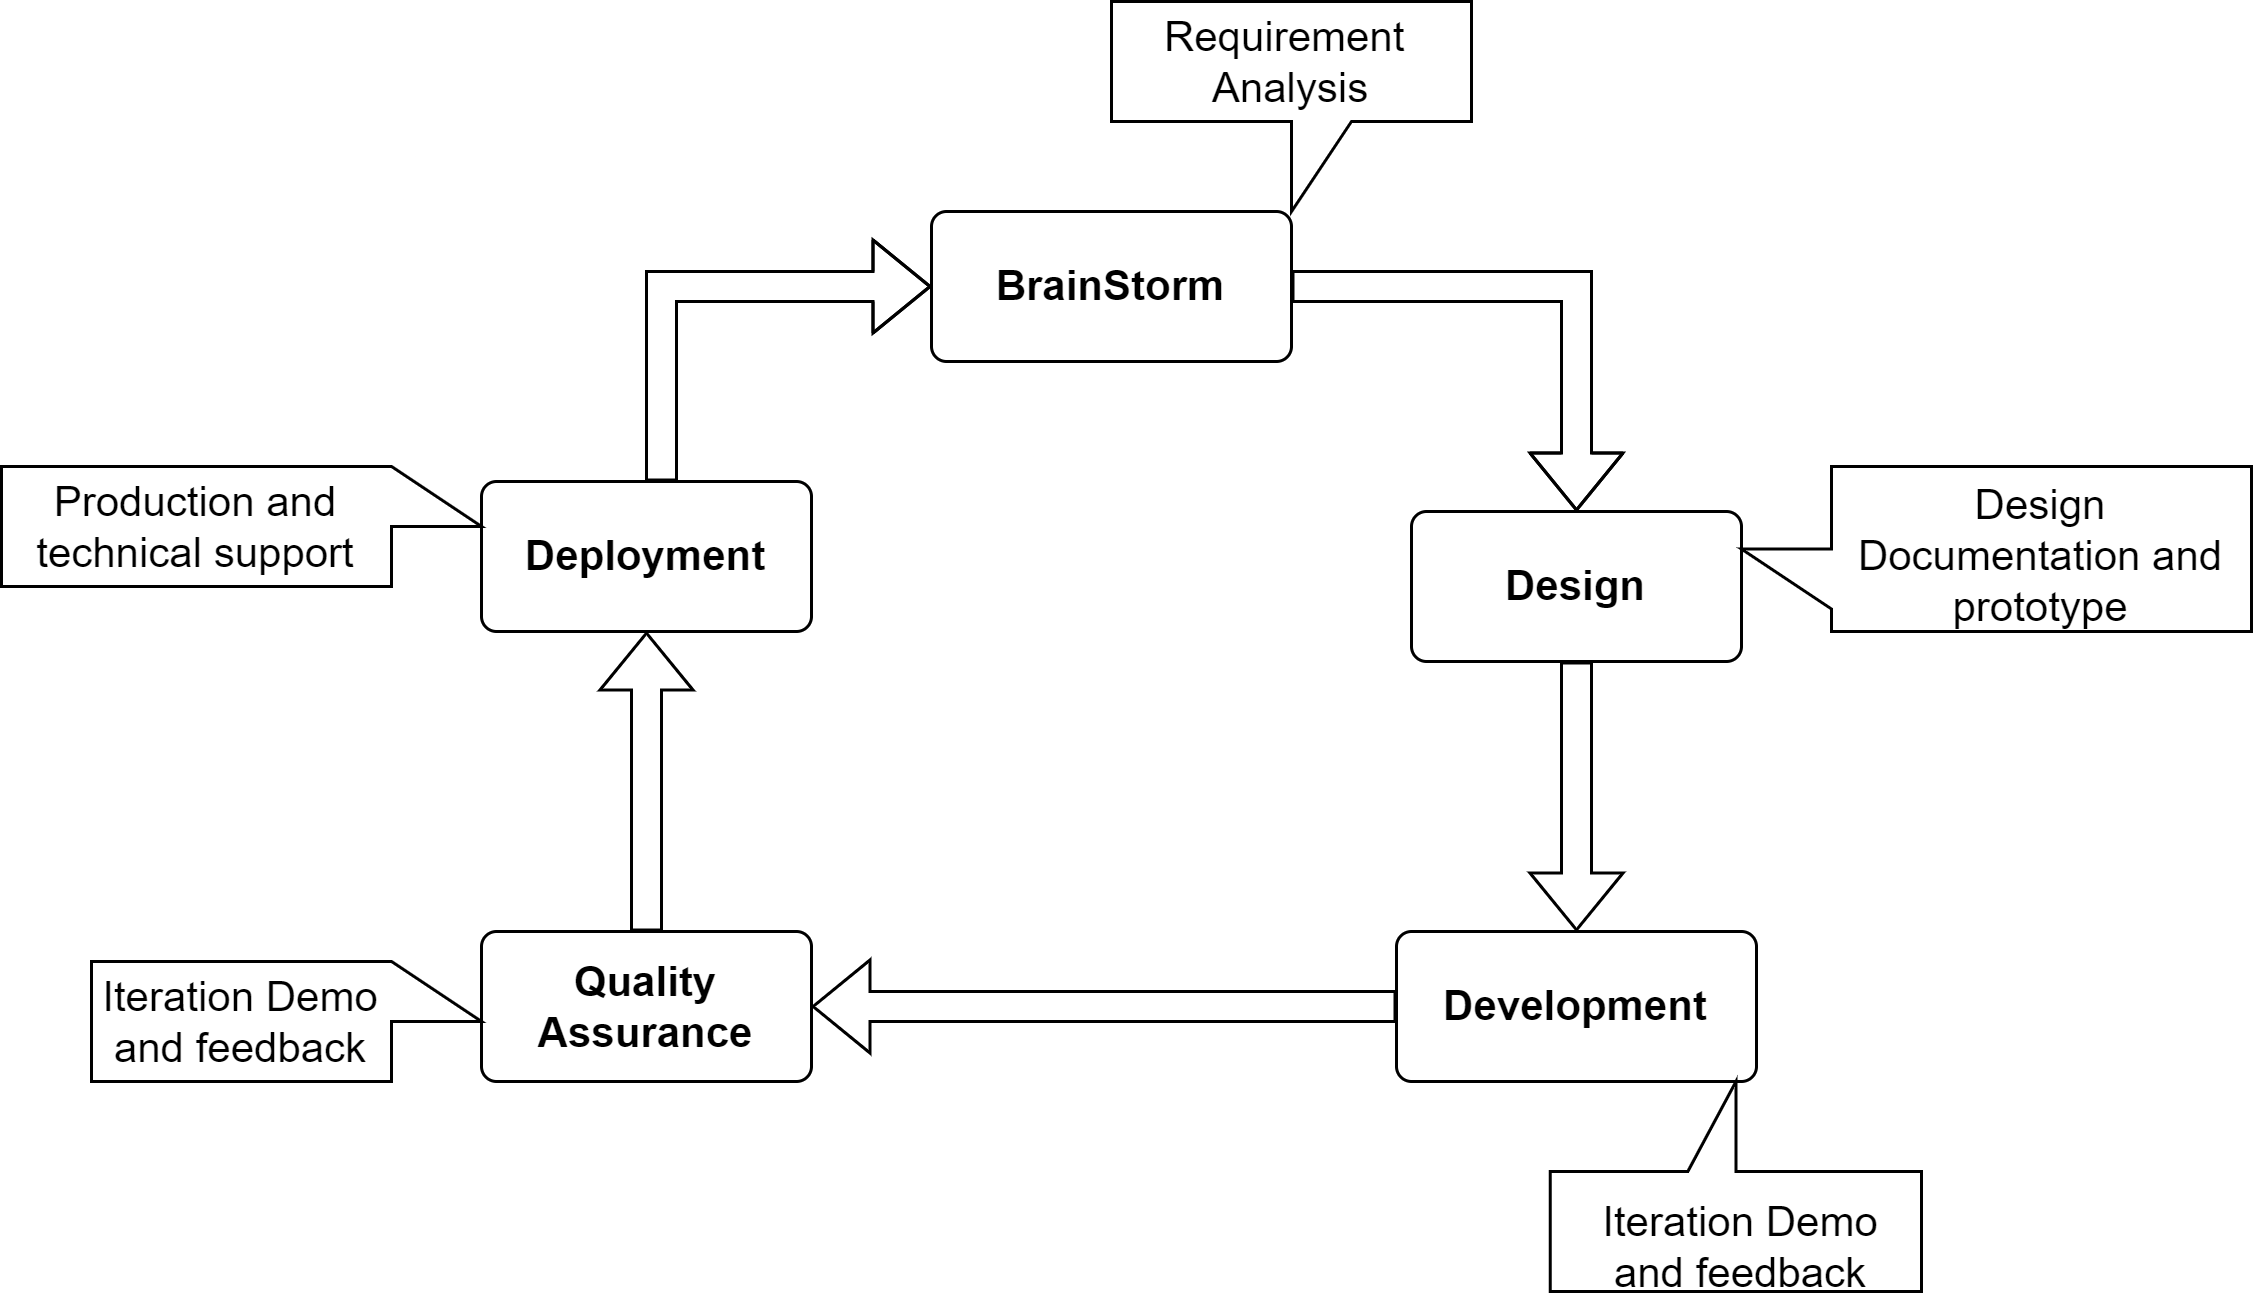 Requirement
Analysis
BrainStorm
Production and
technical support
Deployment
Design
Design
Documentation and
prototype
Iteration Demo
and feedback
Quality
Assurance
Development
Iteration Demo
and feedback